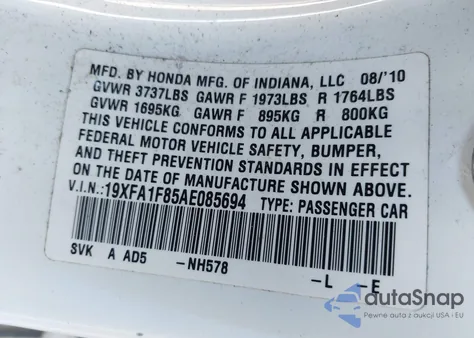 MFD. BY HONDA MFG. OF INDIANA, LLC 08/'10
GVWR 3737LBS GAWR F 1973LBS R 1764LBS
GVWR 1695KG GAWR F 895KG R 800KG
THIS VEHICLE CONFORMS TO ALL APPLICABLE
FEDERAL MOTOR VEHICLE SAFETY, BUMPER,
AND THEFT PREVENTION STANDARDS IN EFFECT
ON THE DATE OF MANUFACTURE SHOWN ABOVE.
V.I.N.: 19XFA1F85AE085694 TYPE: PASSENGER CAR
SVK A AD5 -NH578 -L -E
autoSnap
Pewne auta z aukcji USA - EU